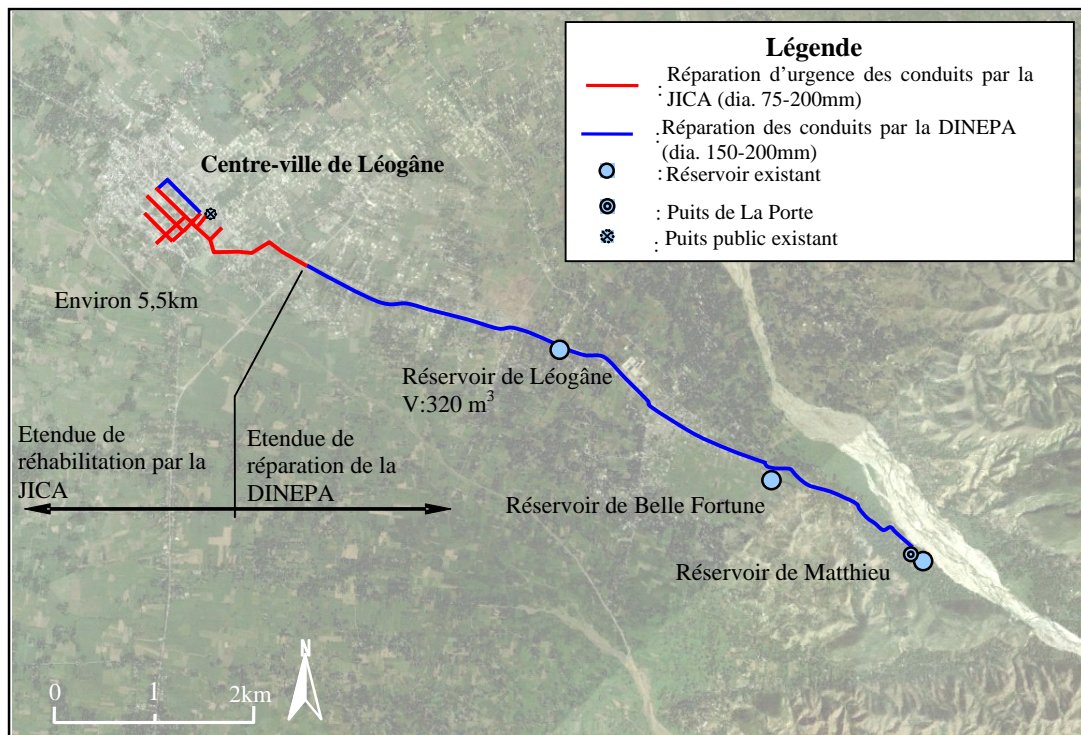 Légende
: Réparation d'urgence des conduits par la
JICA (dia. 75-200mm)
: Réparation des conduits par la DINEPA
(dia. 150-200mm)
: Réservoir existant
: Puits de La Porte
: Puits public existant
Centre-ville de Léogâne
Environ 5,5km
Réservoir de Léogâne
V:320 m³
Etendue de
réhabilitation par la
JICA
Etendue de
réparation de la
DINEPA
Réservoir de Belle Fortune
Réservoir de Matthieu
N
0 1 2km